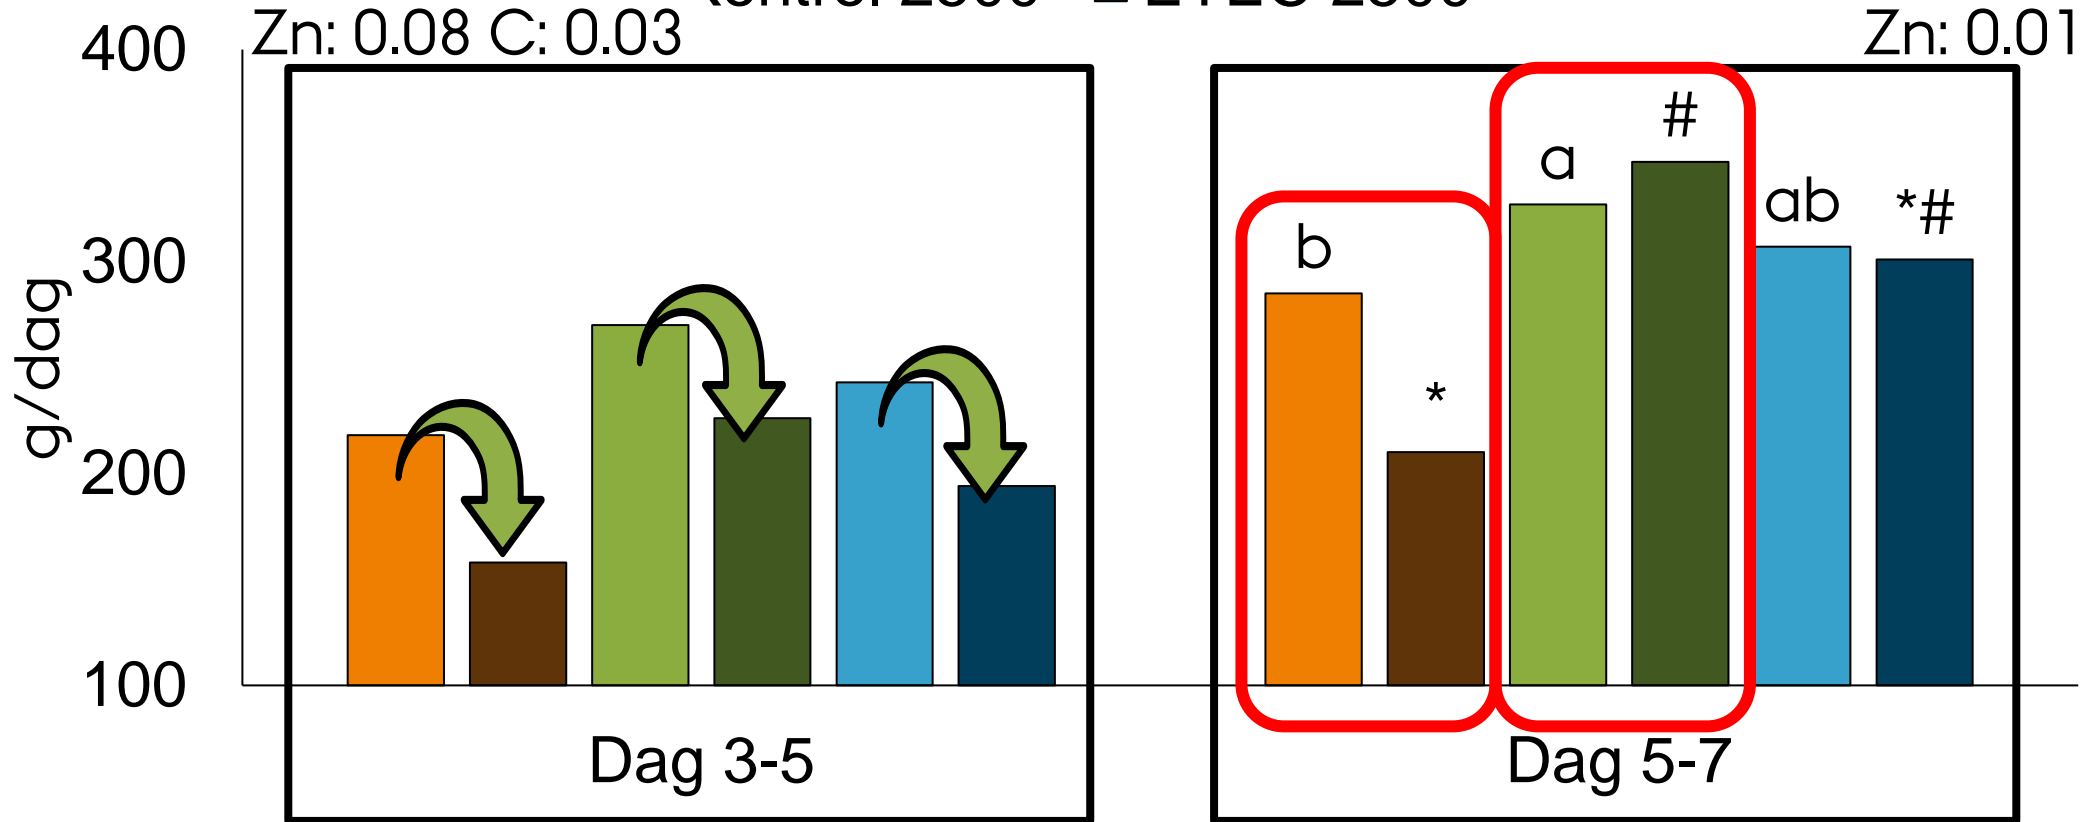 Zn: 0.08 C: 0.03
Zn: 0.01
400
300
200
100
g/dag
b
*
a
#
ab
*#
Dag 3-5
Dag 5-7